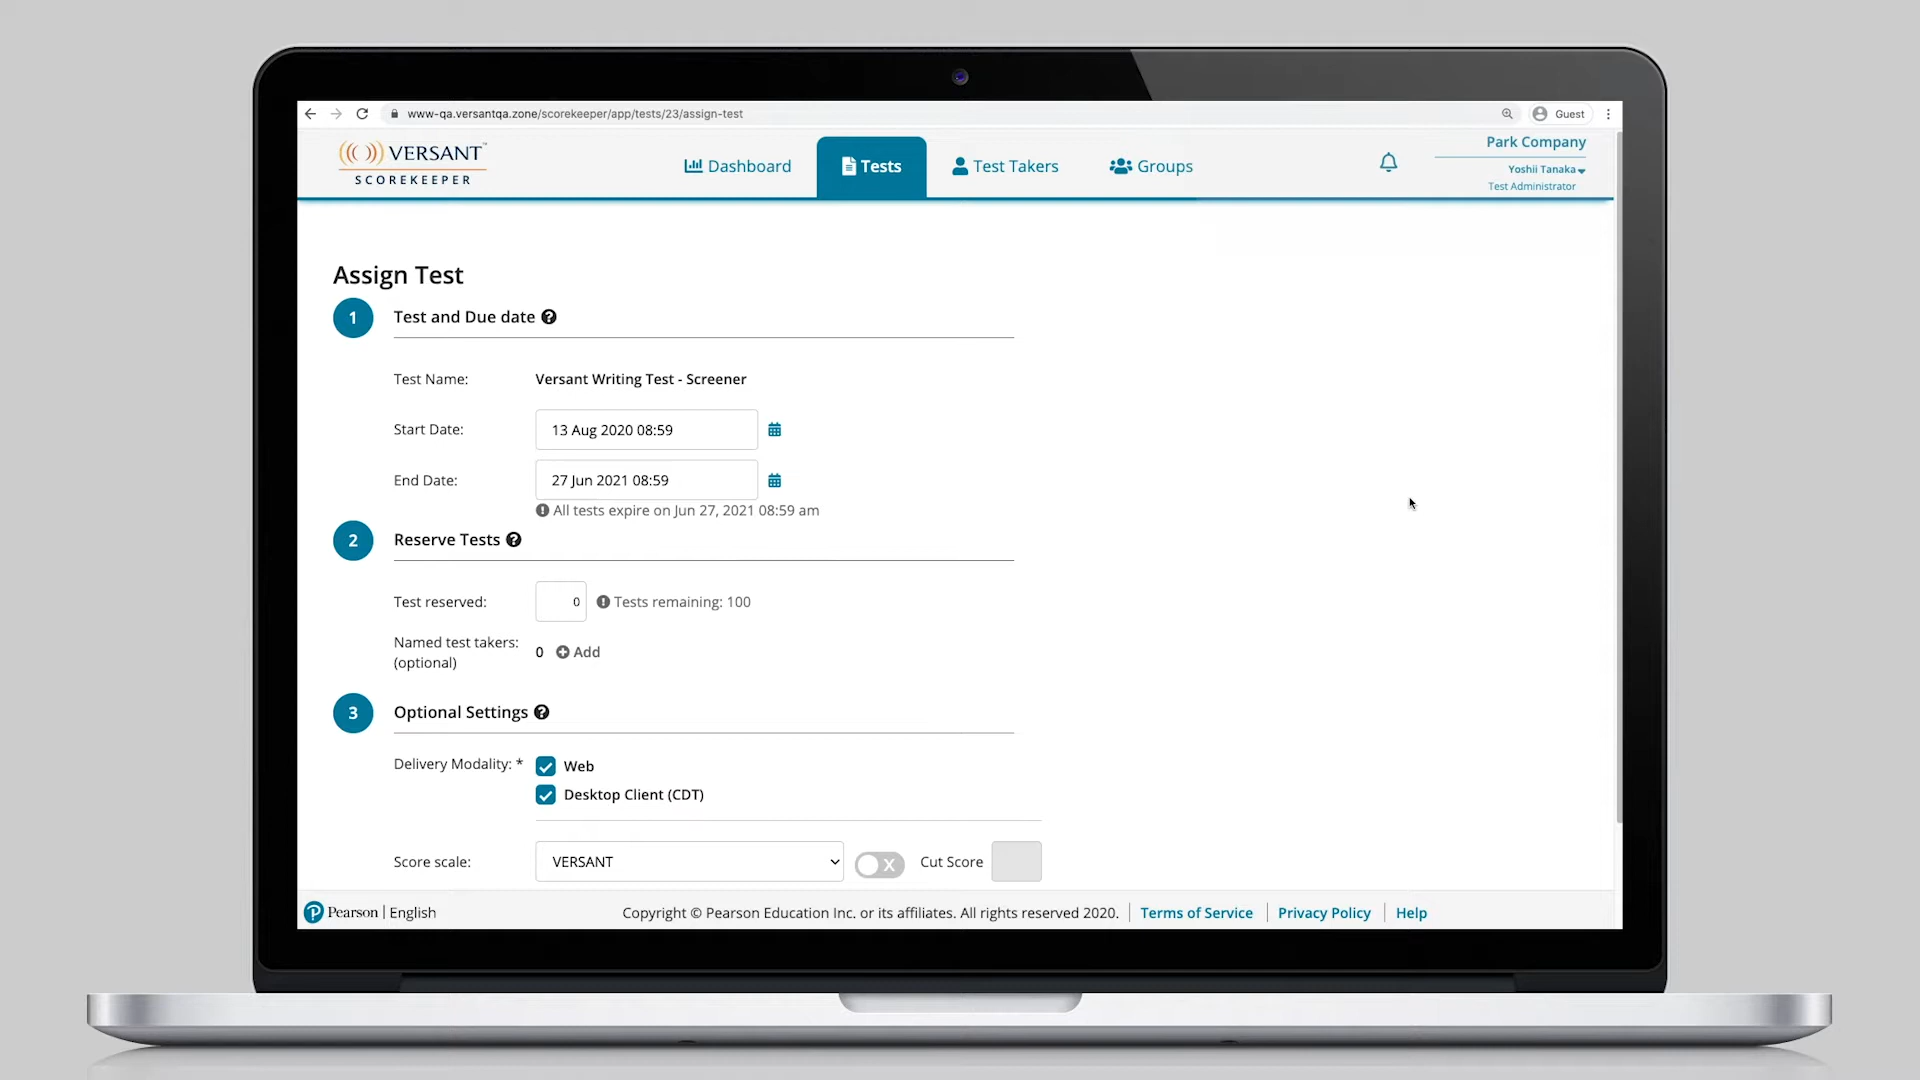 www-qa.versantqa.zone/scorekeeper/app/tests/23/assign-test
Guest
VERSANT™
SCOREKEEPER
Dashboard
Tests
Test Takers
Groups
Park Company
Yoshii Tanaka
Test Administrator
Assign Test
1 Test and Due date
Test Name: Versant Writing Test - Screener
Start Date: 13 Aug 2020 08:59
End Date: 27 Jun 2021 08:59
All tests expire on Jun 27, 2021 08:59 am
2 Reserve Tests
Test reserved: 0 Tests remaining: 100
Named test takers: 0 Add
(optional)
3 Optional Settings
Delivery Modality: * Web
Desktop Client (CDT)
Score scale: VERSANT X Cut Score
P Pearson | English
Copyright © Pearson Education Inc. or its affiliates. All rights reserved 2020. Terms of Service Privacy Policy Help